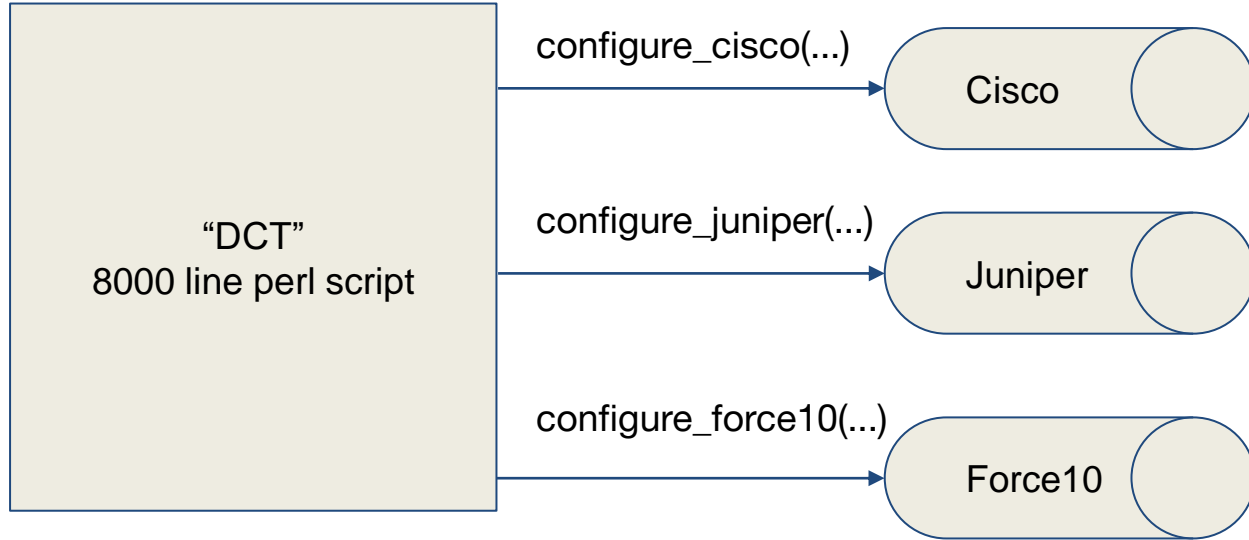 “DCT”
8000 line perl script
configure_cisco(...)
Cisco
configure_juniper(...)
Juniper
configure_force10(...)
Force10